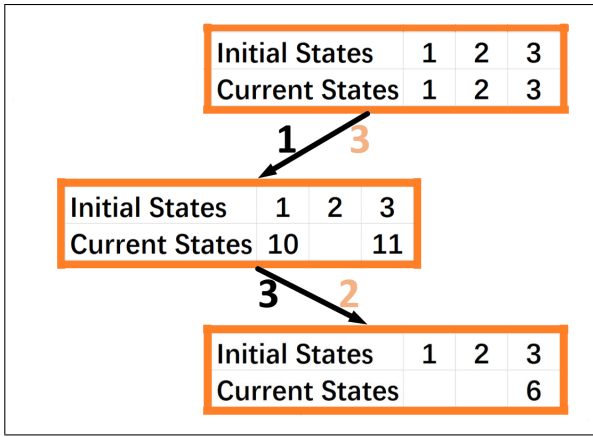 Initial States 1 2 3
Current States 1 2 3
1 3
Initial States 1 2 3
Current States 10 11
3 2
Initial States 1 2 3
Current States 6